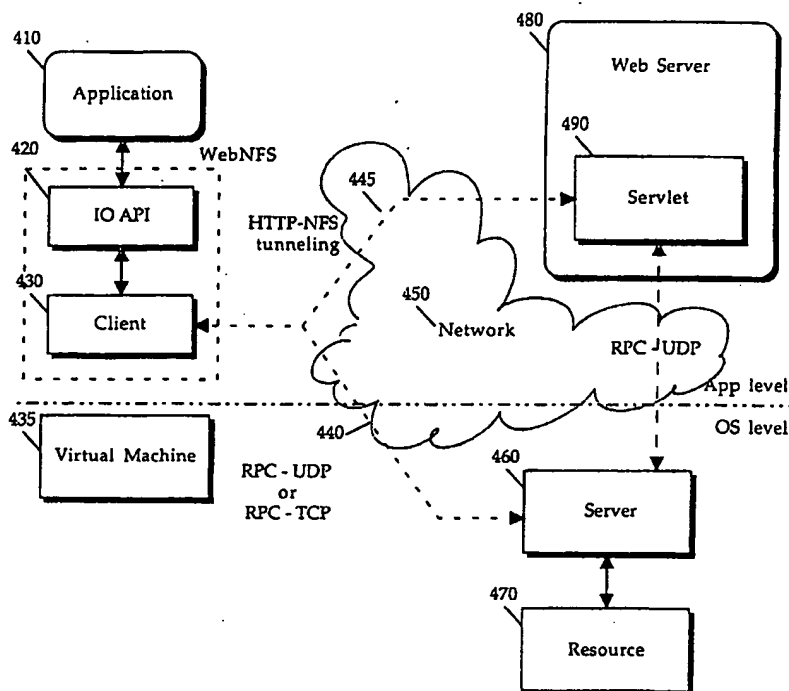 410
Application
480
Web Server
420
WebNFS
IO API
490
Servlet
445
HTTP-NFS
tunneling
430
Client
450
Network
RPC - UDP
App level
OS level
435
Virtual Machine
440
RPC - UDP
or
RPC - TCP
460
Server
470
Resource